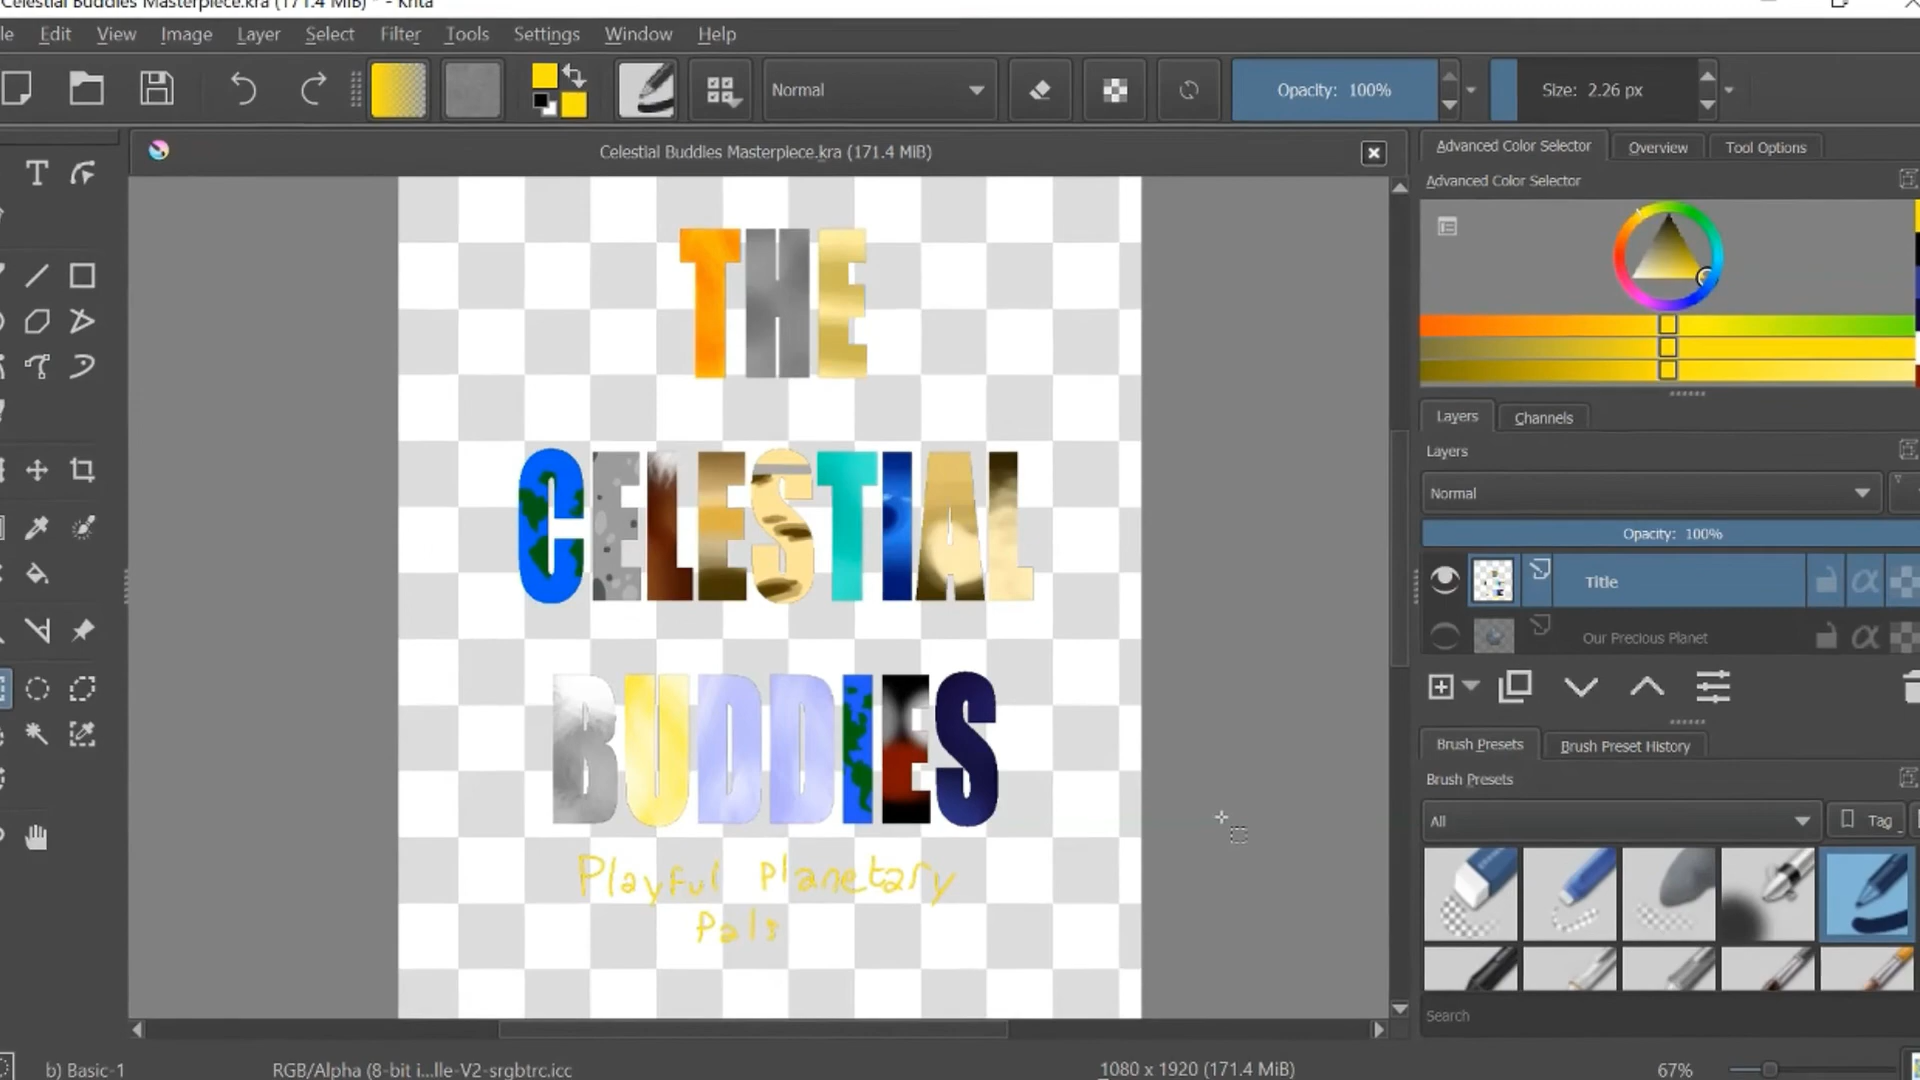 Celestial Buddies Masterpiece.kra (171.4 MiB) * - Krita
Edit View Image Layer Select Filter Tools Settings Window Help
Normal Opacity: 100% Size: 2.26 px
Celestial Buddies Masterpiece.kra (171.4 MiB)
Advanced Color Selector Overview Tool Options
Advanced Color Selector
THE
CELESTIAL
BUDDIES
Playful Planetary
Pals
Layers Channels
Layers
Normal
Opacity: 100%
Title
Our Precious Planet
Brush Presets Brush Preset History
Brush Presets
All Tag
Search
b) Basic-1 RGB/Alpha (8-bit i...lle-V2-srgbtrc.icc 1080 x 1920 (171.4 MiB) 67%